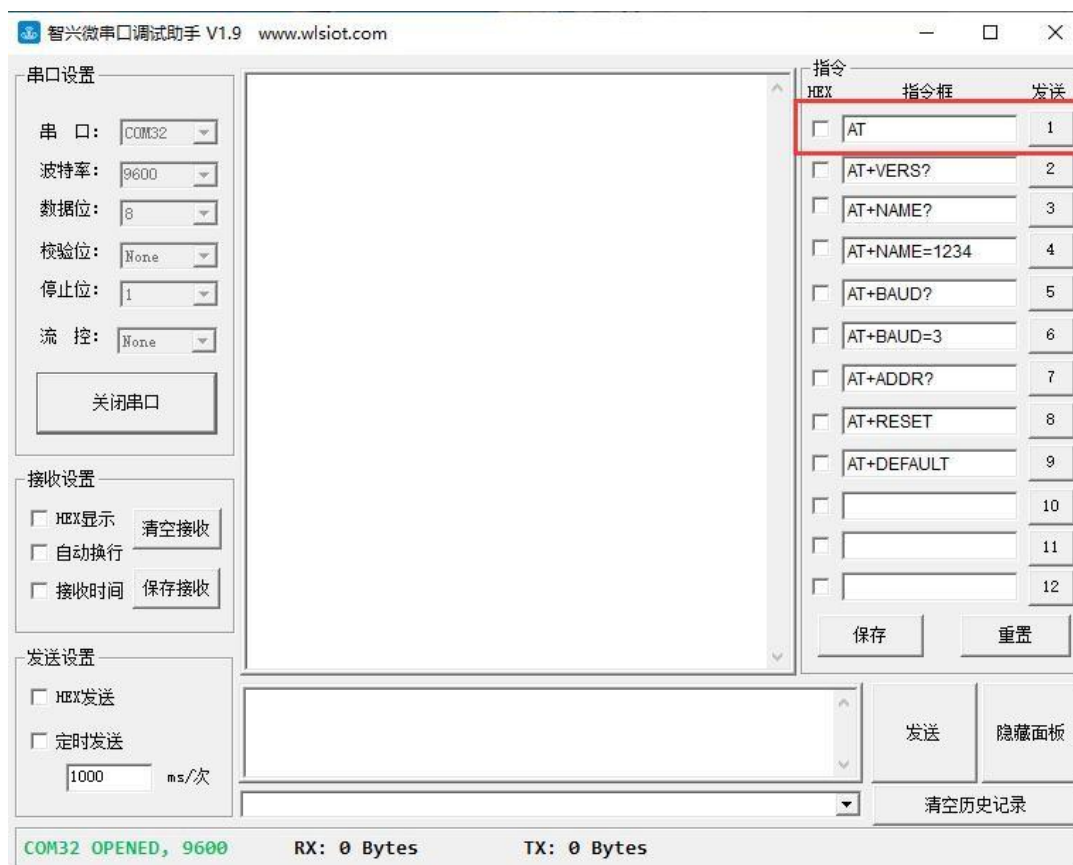 智兴微串口调试助手 V1.9 www.wlsiot.com
串口设置
串 口： COM32
波特率： 9600
数据位： 8
校验位： None
停止位： 1
流 控： None
关闭串口
接收设置
HEX显示
清空接收
自动换行
接收时间
保存接收
发送设置
HEX发送
定时发送
1000 ms/次
指令
HEX 指令框 发送
AT 1
AT+VERS? 2
AT+NAME? 3
AT+NAME=1234 4
AT+BAUD? 5
AT+BAUD=3 6
AT+ADDR? 7
AT+RESET 8
AT+DEFAULT 9
10
11
12
保存 重置
发送 隐藏面板
清空历史记录
COM32 OPENED, 9600 RX: 0 Bytes TX: 0 Bytes